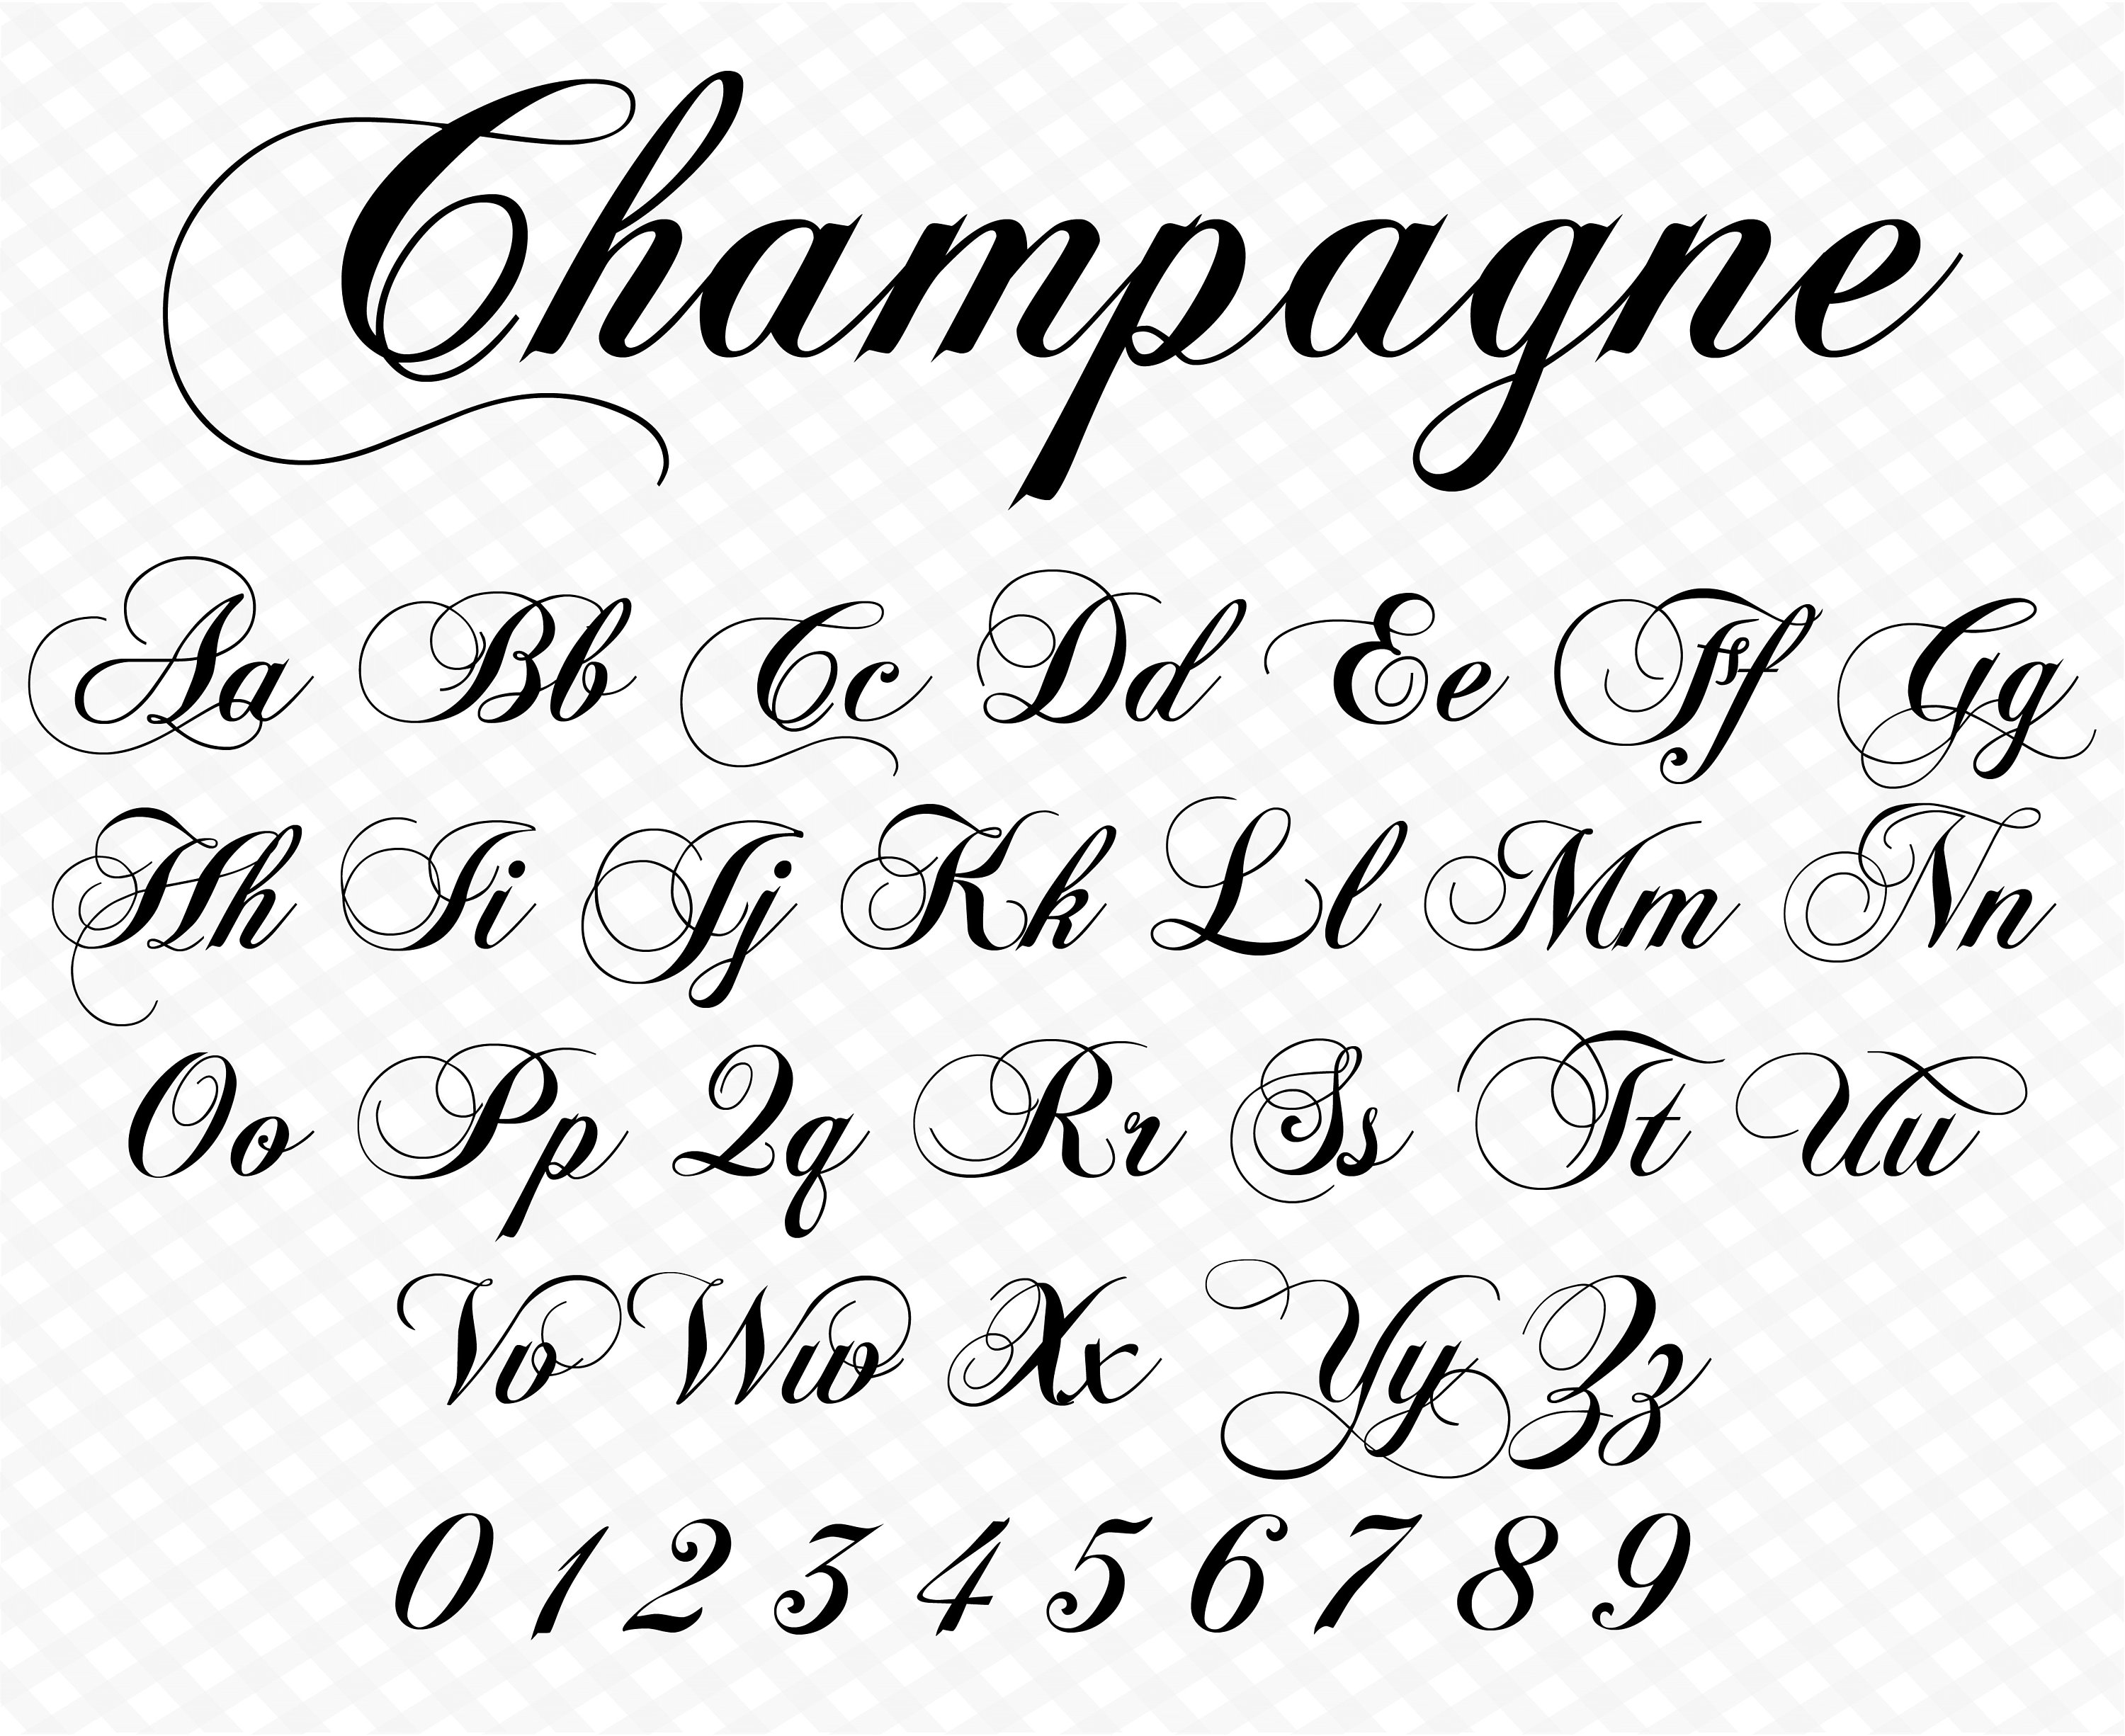 Champagne
Aa Bb Cc Dd Ee Ff Gg
Hh Ii Jj Kk Ll Mm Nn
Oo Pp Qq Rr Ss Tt Uu
Vv Ww Xx Yy Zz
0 1 2 3 4 5 6 7 8 9